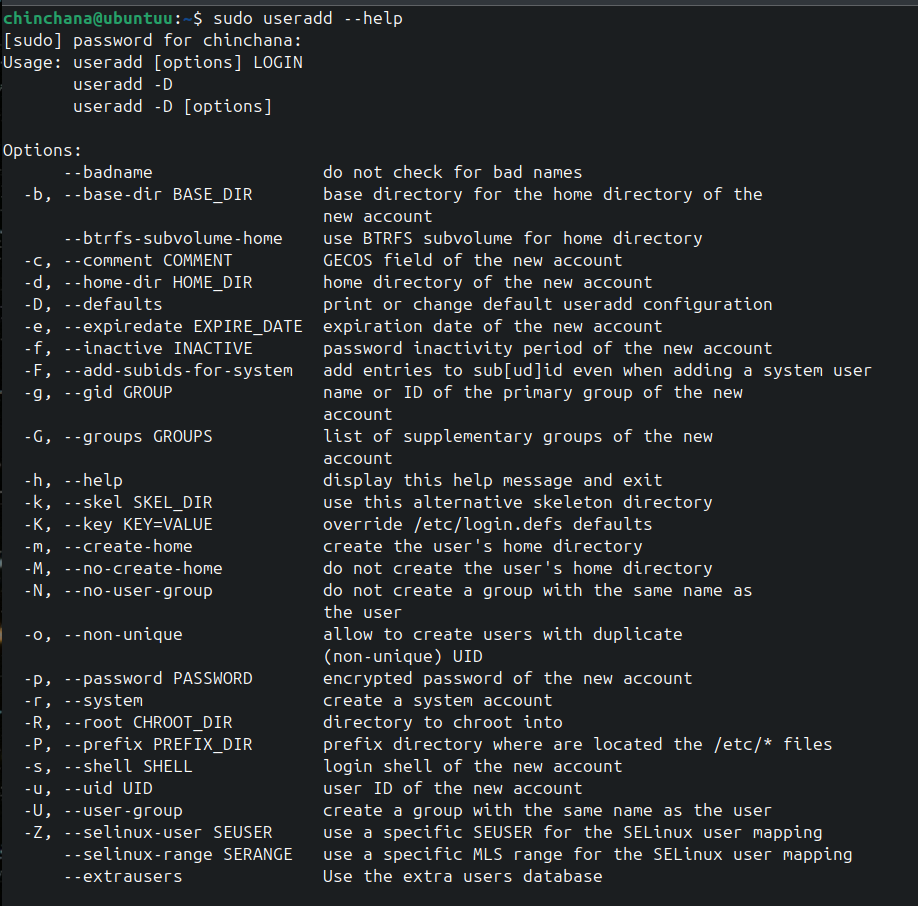 chinchana@ubuntuu:~$ sudo useradd --help
[sudo] password for chinchana:
Usage: useradd [options] LOGIN
       useradd -D
       useradd -D [options]

Options:
      --badname                 do not check for bad names
  -b, --base-dir BASE_DIR       base directory for the home directory of the
                                new account
      --btrfs-subvolume-home    use BTRFS subvolume for home directory
  -c, --comment COMMENT         GECOS field of the new account
  -d, --home-dir HOME_DIR       home directory of the new account
  -D, --defaults                print or change default useradd configuration
  -e, --expiredate EXPIRE_DATE  expiration date of the new account
  -f, --inactive INACTIVE       password inactivity period of the new account
  -F, --add-subids-for-system   add entries to sub[ud]id even when adding a system user
  -g, --gid GROUP               name or ID of the primary group of the new
                                account
  -G, --groups GROUPS           list of supplementary groups of the new
                                account
  -h, --help                    display this help message and exit
  -k, --skel SKEL_DIR           use this alternative skeleton directory
  -K, --key KEY=VALUE           override /etc/login.defs defaults
  -m, --create-home             create the user's home directory
  -M, --no-create-home          do not create the user's home directory
  -N, --no-user-group           do not create a group with the same name as
                                the user
  -o, --non-unique              allow to create users with duplicate
                                (non-unique) UID
  -p, --password PASSWORD       encrypted password of the new account
  -r, --system                  create a system account
  -R, --root CHROOT_DIR         directory to chroot into
  -P, --prefix PREFIX_DIR       prefix directory where are located the /etc/* files
  -s, --shell SHELL             login shell of the new account
  -u, --uid UID                 user ID of the new account
  -U, --user-group              create a group with the same name as the user
  -Z, --selinux-user SEUSER     use a specific SEUSER for the SELinux user mapping
      --selinux-range SERANGE   use a specific MLS range for the SELinux user mapping
      --extrausers              Use the extra users database